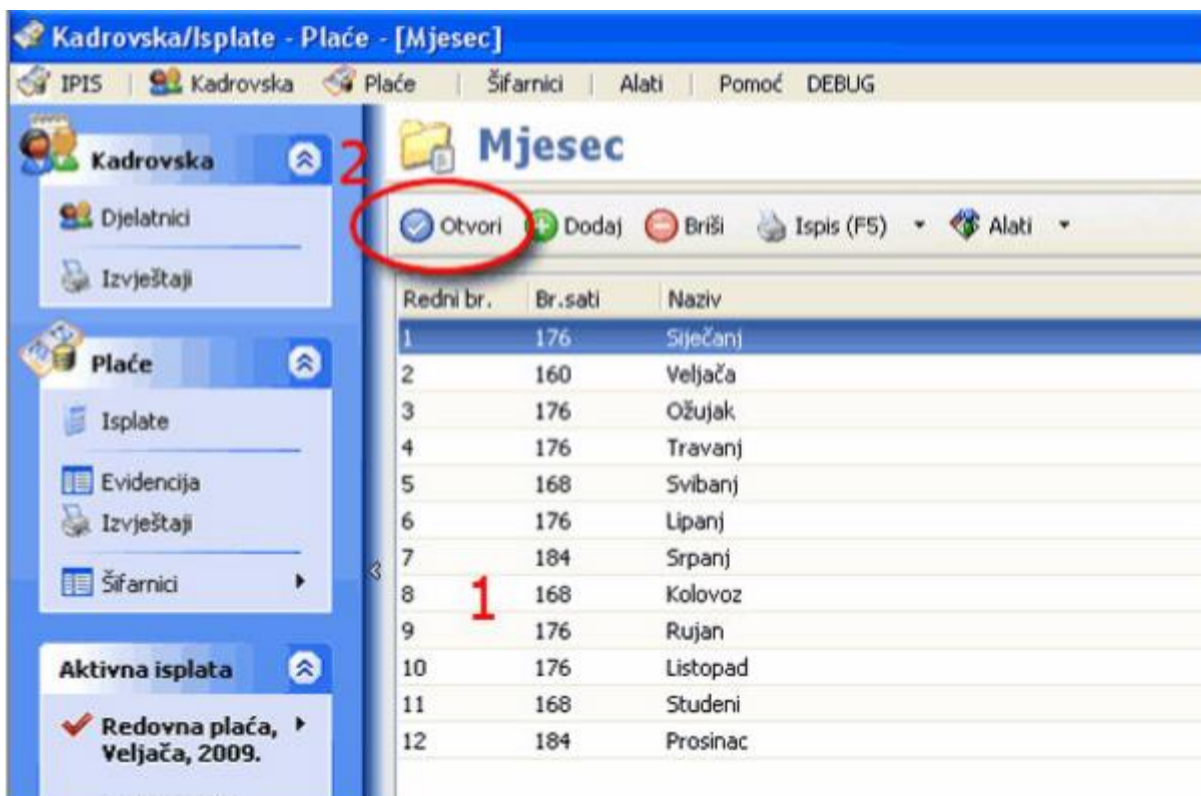 Kadrovska/Isplate - Plaće - [Mjesec]
IPIS Kadrovska Plaće Šifarnici Alati Pomoć DEBUG
Kadrovska
Djelatnici
Izvještaji
Plaće
Isplate
Evidencija
Izvještaji
Šifarnici
Aktivna isplata
Redovna plaća,
Veljača, 2009.
2
Mjesec
Otvori Dodaj Briši Ispis (F5) Alati
Redni br. Br.sati Naziv
1 176 Siječanj
2 160 Veljača
3 176 Ožujak
4 176 Travanj
5 168 Svibanj
6 176 Lipanj
7 184 Srpanj
8 168 Kolovoz
1
9 176 Rujan
10 176 Listopad
11 168 Studeni
12 184 Prosinac